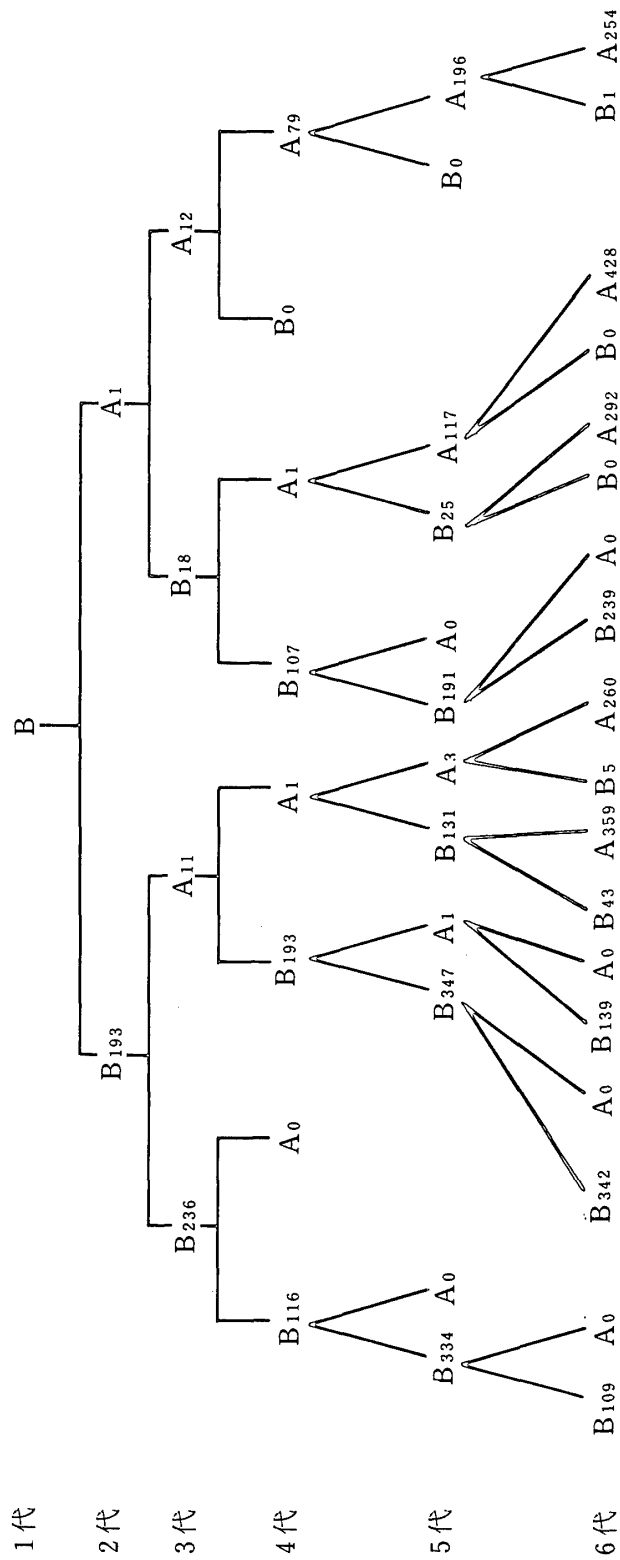 1代 B
2代 B193 A1
3代 B236 A11 B18 A12
4代 B116 A0 B193 A1 B107 A1 B0 A79
5代 B334 A0 B347 A1 B131 A3 B191 A0 B25 A117 B0 A196
6代 B109 A0 B342 A0 B139 A0 B43 A359 B5 A260 B239 A0 B0 A292 B0 A428 B1 A254